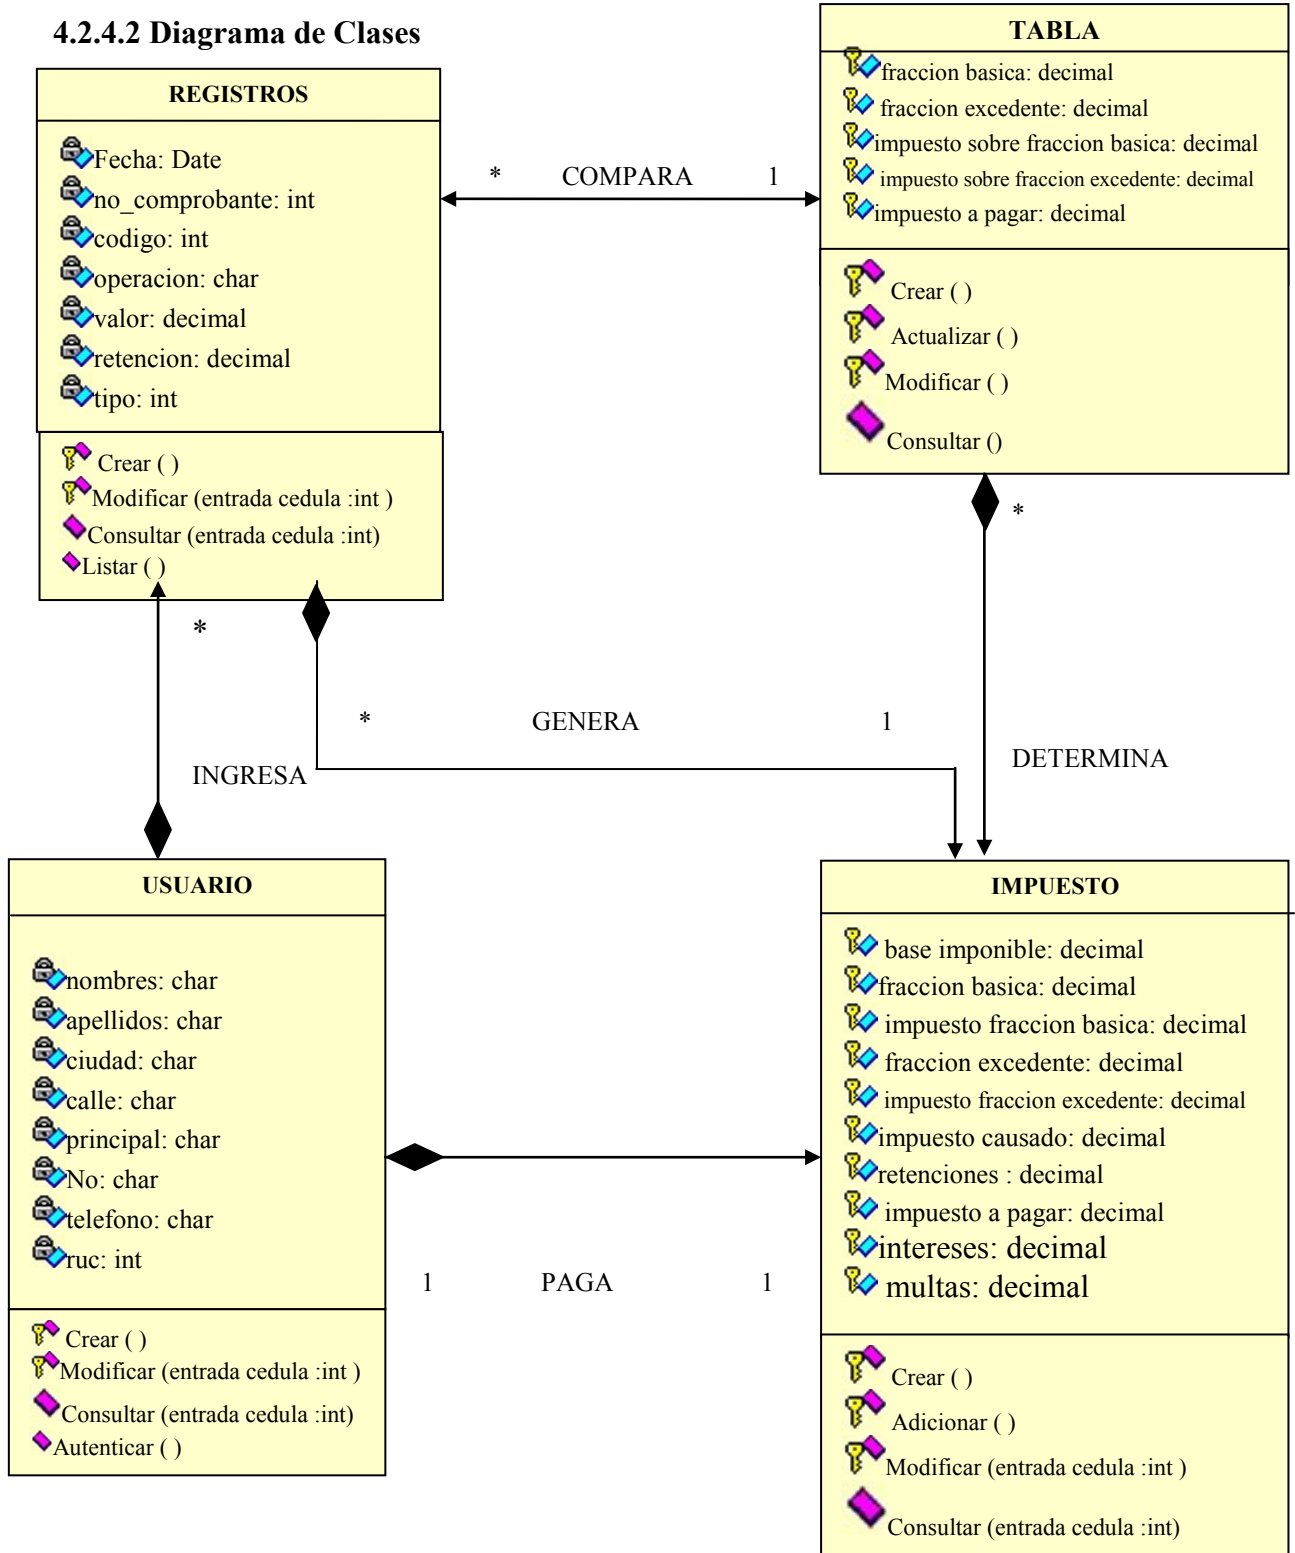 4.2.4.2 Diagrama de Clases
REGISTROS
Fecha: Date
no_comprobante: int
codigo: int
operacion: char
valor: decimal
retencion: decimal
tipo: int
Crear ( )
Modificar (entrada cedula :int )
Consultar (entrada cedula :int)
Listar ( )
* COMPARA 1
TABLA
fraccion basica: decimal
fraccion excedente: decimal
impuesto sobre fraccion basica: decimal
impuesto sobre fraccion excedente: decimal
impuesto a pagar: decimal
Crear ( )
Actualizar ( )
Modificar ( )
Consultar ()
*
*
* GENERA 1
INGRESA
DETERMINA
USUARIO
nombres: char
apellidos: char
ciudad: char
calle: char
principal: char
No: char
telefono: char
ruc: int
Crear ( )
Modificar (entrada cedula :int )
Consultar (entrada cedula :int)
Autenticar ( )
1 PAGA 1
IMPUESTO
base imponible: decimal
fraccion basica: decimal
impuesto fraccion basica: decimal
fraccion excedente: decimal
impuesto fraccion excedente: decimal
impuesto causado: decimal
retenciones : decimal
impuesto a pagar: decimal
intereses: decimal
multas: decimal
Crear ( )
Adicionar ( )
Modificar (entrada cedula :int )
Consultar (entrada cedula :int)